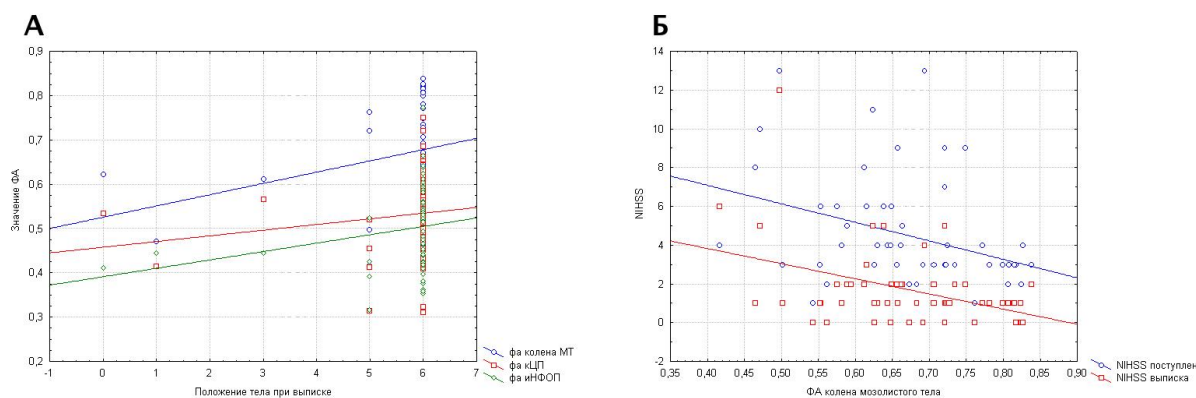 А
Б
Значение ФА
0,9
0,8
0,7
0,6
0,5
0,4
0,3
0,2
-1 0 1 2 3 4 5 6 7
Положение тела при выписке
фа колена МТ
фа кЦП
фа иНФОП
NIHSS
14
12
10
8
6
4
2
0
-2
0,35 0,40 0,45 0,50 0,55 0,60 0,65 0,70 0,75 0,80 0,85 0,90
ФА колена мозолистого тела
NIHSS поступлен
NIHSS выписка